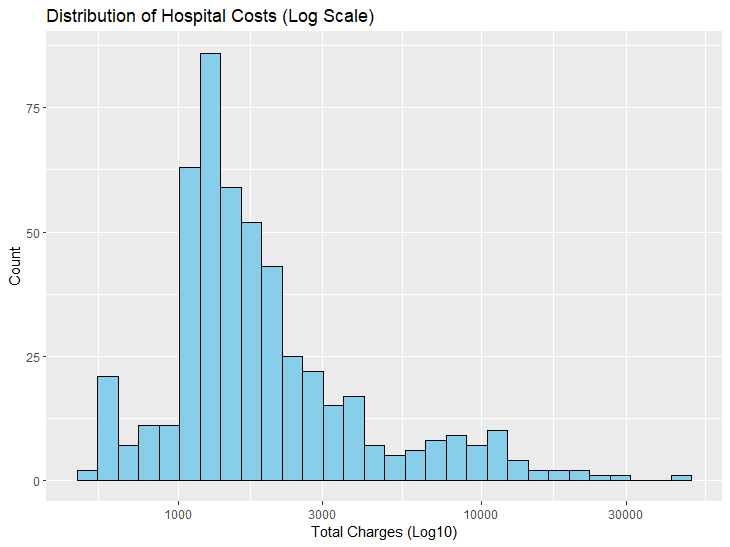 Distribution of Hospital Costs (Log Scale)
75
50
25
0
Count
1000 3000 10000 30000
Total Charges (Log10)